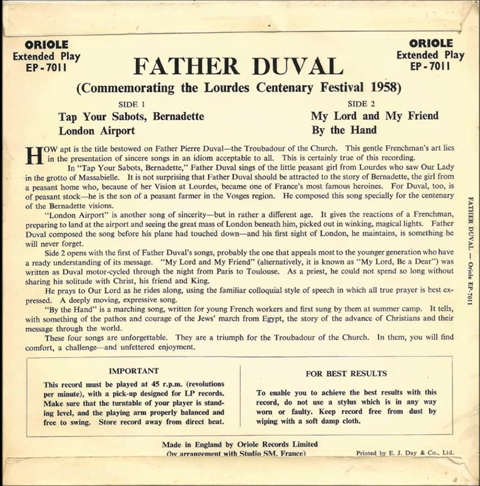 ORIOLE
Extended Play
EP - 7011
ORIOLE
Extended Play
EP - 7011
FATHER DUVAL
(Commemorating the Lourdes Centenary Festival 1958)
SIDE 1
Tap Your Sabots, Bernadette
London Airport
SIDE 2
My Lord and My Friend
By the Hand
HOW apt is the title bestowed on Father Pierre Duval—the Troubadour of the Church. This gentle Frenchman's art lies
in the presentation of sincere songs in an idiom acceptable to all. This is certainly true of this recording.
In "Tap Your Sabots, Bernadette," Father Duval sings of the little peasant girl from Lourdes who saw Our Lady
in the grotto of Massabielle. It is not surprising that Father Duval should be attracted to the story of Bernadette, the girl from
a peasant home who, because of her Vision at Lourdes, became one of France's most famous heroines. For Duval, too, is
of peasant stock—he is the son of a peasant farmer in the Vosges region. He composed this song specially for the centenary
of the Bernadette visions.
"London Airport" is another song of sincerity—but in rather a different age. It gives the reactions of a Frenchman,
preparing to land at the airport and seeing the great mass of London beneath him, picked out in winking, magical lights. Father
Duval composed the song before his plane had touched down—and his first sight of London, he maintains, is something he
will never forget.
Side 2 opens with the first of Father Duval's songs, probably the one that appeals most to the younger generation who have
a ready understanding of its message. "My Lord and My Friend" (alternatively, it is known as "My Lord, Be a Dear") was
written as Duval motor-cycled through the night from Paris to Toulouse. As a priest, he could not spend so long without
sharing his solitude with Christ, his friend and King.
He prays to Our Lord as he rides along, using the familiar colloquial style of speech in which all true prayer is best ex-
pressed. A deeply moving, expressive song.
"By the Hand" is a marching song, written for young French workers and first sung by them at summer camp. It tells,
with something of the pathos and courage of the Jews' march from Egypt, the story of the advance of Christians and their
message through the world.
These four songs are unforgettable. They are a triumph for the Troubadour of the Church. In them, you will find
comfort, a challenge—and unfettered enjoyment.
IMPORTANT
This record must be played at 45 r.p.m. (revolutions
per minute), with a pick-up designed for LP records.
Make sure that the turntable of your player is stand-
ing level, and the playing arm properly balanced and
free to swing. Store record away from direct heat.
FOR BEST RESULTS
To enable you to achieve the best results with this
record, do not use a stylus which is in any way
worn or faulty. Keep record free from dust by
wiping with a soft damp cloth.
Made in England by Oriole Records Limited
(by arrangement with Studio SM, France)
Printed by E. J. Day & Co., Ltd.
FATHER DUVAL — Oriole EP-7011